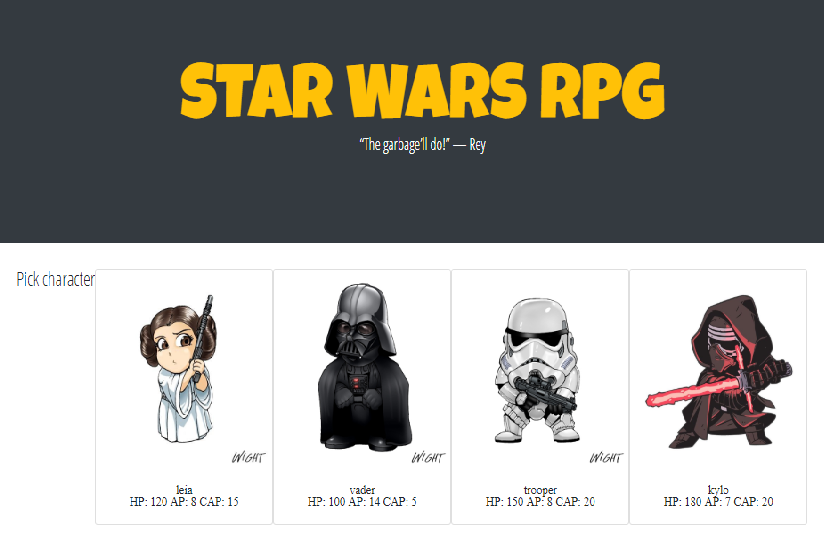 STAR WARS RPG
“The garbage’ll do!” — Rey
Pick character
WIGHT
WIGHT
WIGHT
leia
HP: 120 AP: 8 CAP: 15
vader
HP: 100 AP: 14 CAP: 5
trooper
HP: 150 AP: 8 CAP: 20
kylo
HP: 180 AP: 7 CAP: 20